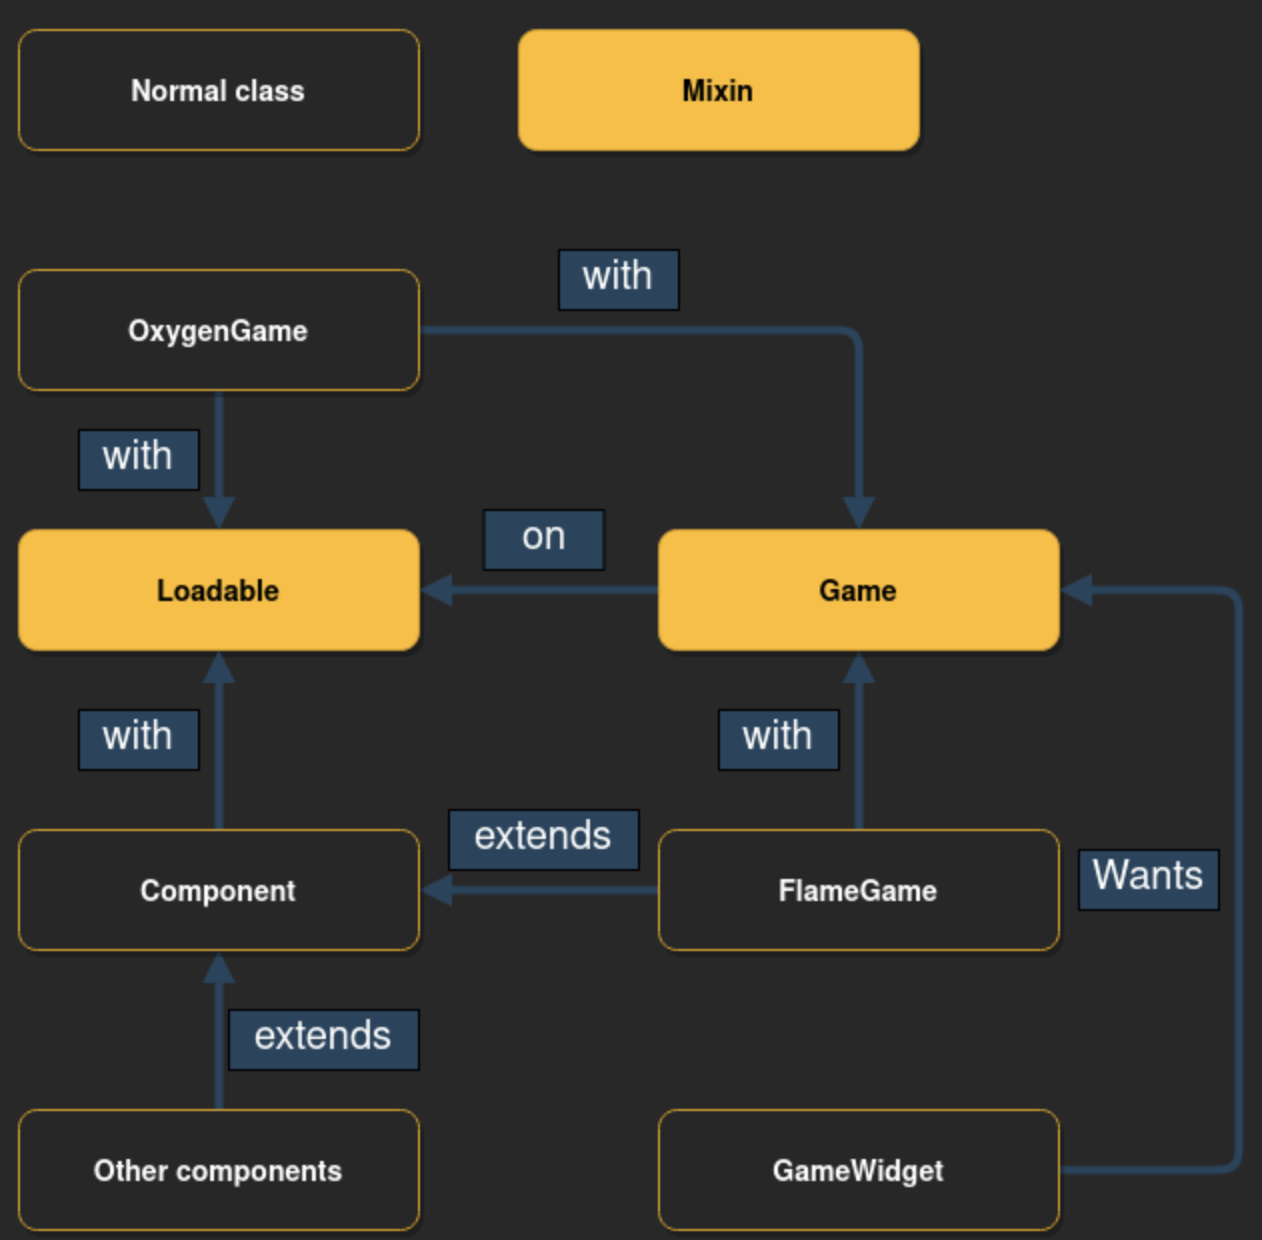 Normal class
Mixin
with
OxygenGame
with
on
Loadable
Game
with
with
extends
Component
FlameGame
Wants
extends
Other components
GameWidget